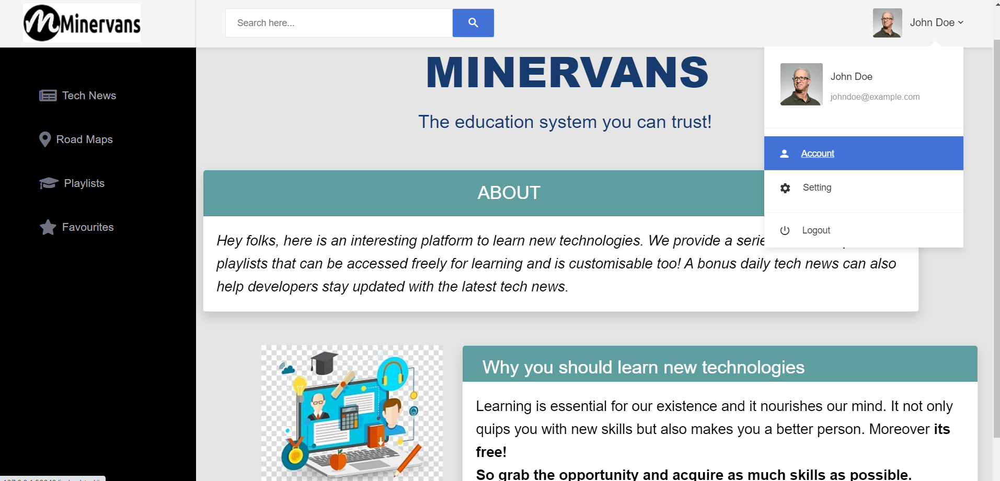 Minervans
Search here...
John Doe
John Doe
johndoe@example.com
Account
Setting
Logout
Tech News
Road Maps
Playlists
Favourites
MINERVANS
The education system you can trust!
ABOUT
Hey folks, here is an interesting platform to learn new technologies. We provide a
playlists that can be accessed freely for learning and is customisable too! A bonus daily tech news can also
help developers stay updated with the latest tech news.
Why you should learn new technologies
Learning is essential for our existence and it nourishes our mind. It not only
quips you with new skills but also makes you a better person. Moreover its
free!
So grab the opportunity and acquire as much skills as possible.